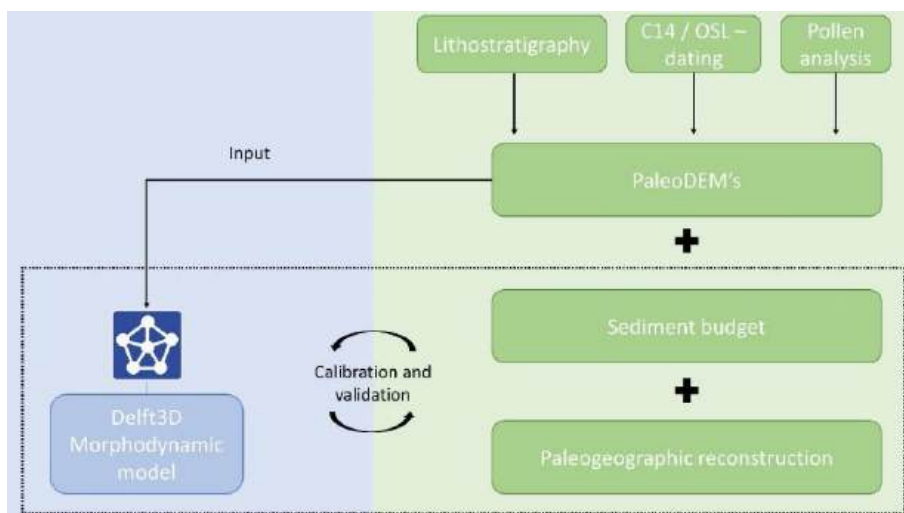 Lithostratigraphy
C14 / OSL –
dating
Pollen
analysis
Input
PaleoDEM's
Sediment budget
Calibration and
validation
Delft3D
Morphodynamic
model
Paleogeographic reconstruction